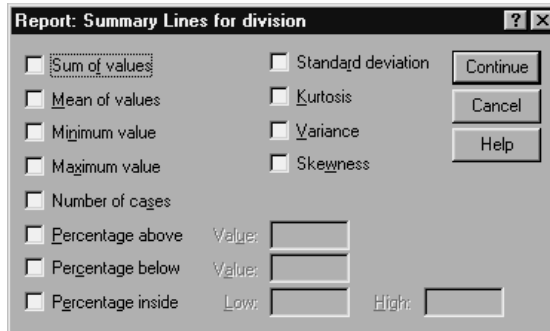 Report: Summary Lines for division
Sum of values
Mean of values
Minimum value
Maximum value
Number of cases
Percentage above Value:
Percentage below Value:
Percentage inside Low: High:
Standard deviation
Kurtosis
Variance
Skewness
Continue
Cancel
Help